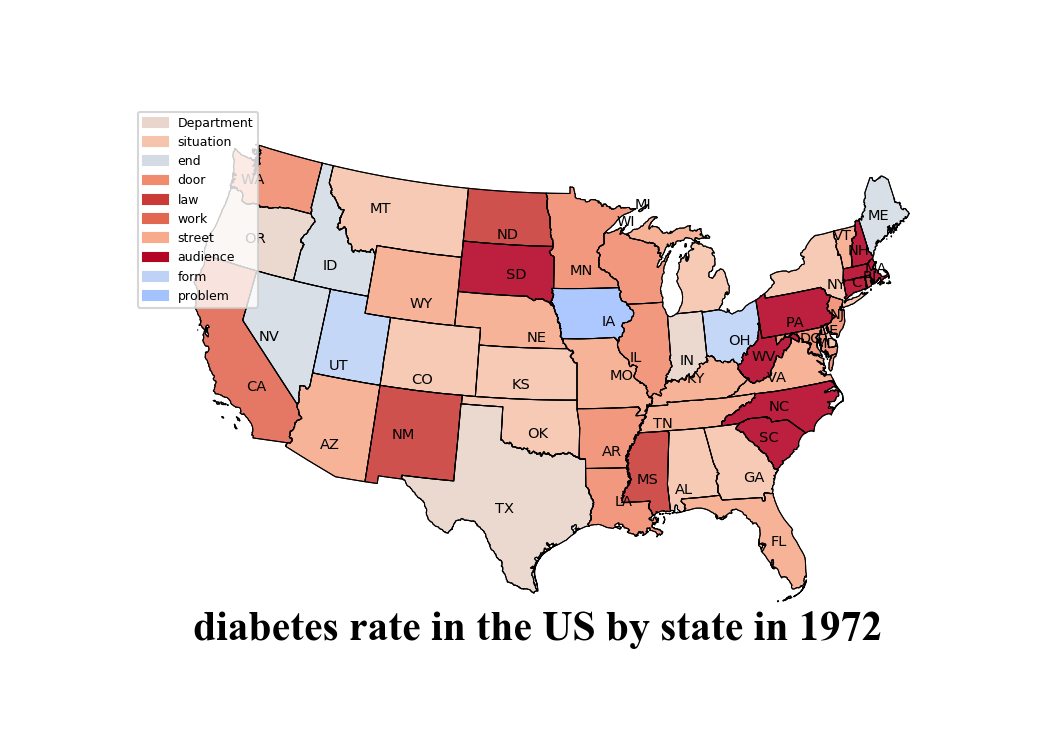 Department
situation
end
door
law
work
street
audience
form
problem
WA
OR
ID
MT
ND
SD
MN
WI
MI
WY
NE
IA
NV
UT
CO
KS
MO
IL
IN
OH
KY
WV
VA
PA
NY
VT
NH
ME
MA
CT
NJ
MD
CA
AZ
NM
OK
AR
TN
NC
SC
MS
AL
GA
LA
TX
FL
diabetes rate in the US by state in 1972